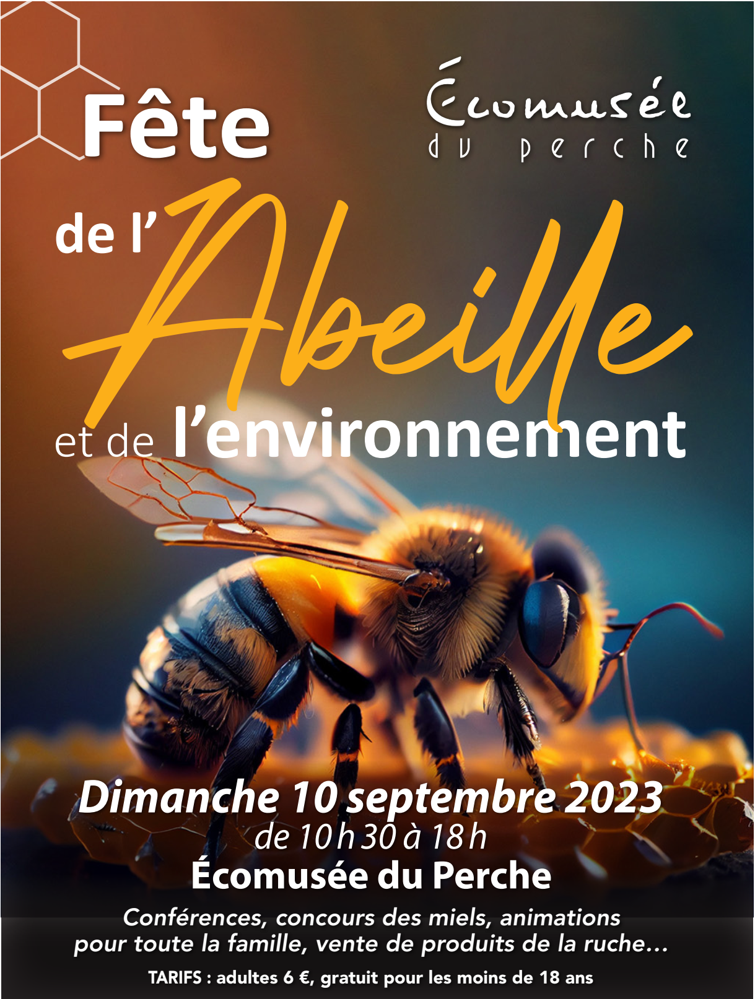 Fête
Écomusée
du perche
de l'Abeille
et de l'environnement
Dimanche 10 septembre 2023
de 10 h 30 à 18 h
Écomusée du Perche
Conférences, concours des miels, animations
pour toute la famille, vente de produits de la ruche...
TARIFS : adultes 6 €, gratuit pour les moins de 18 ans